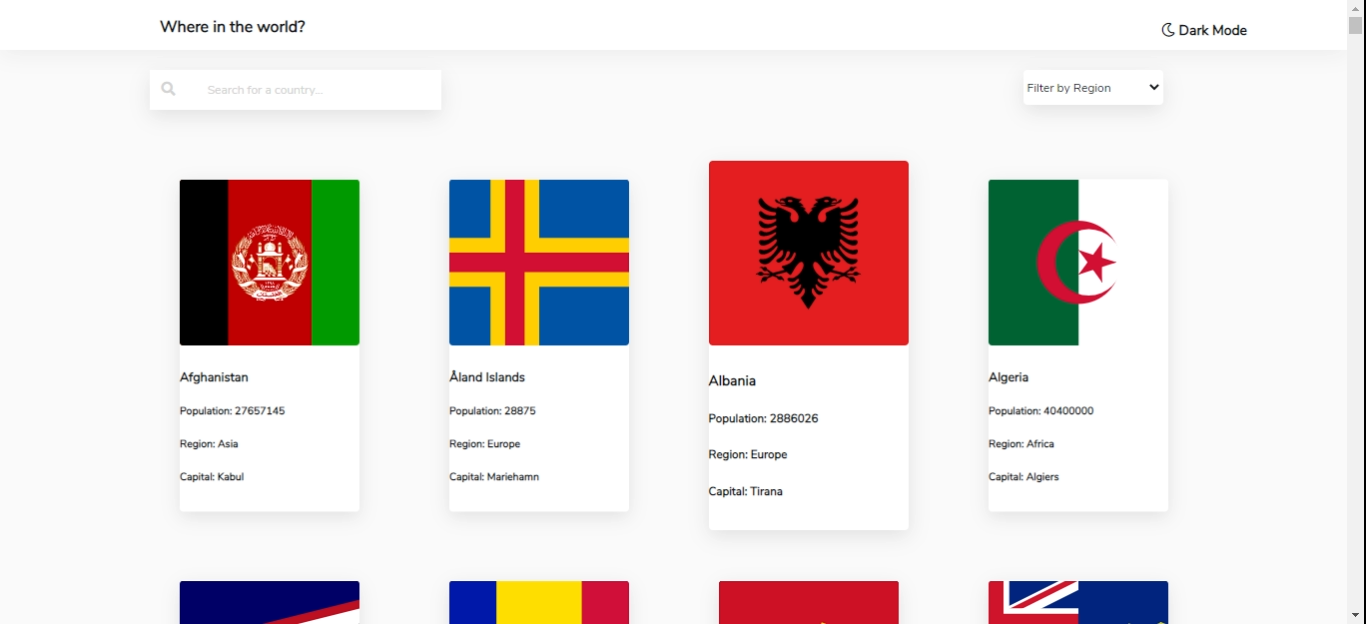 Where in the world?
Dark Mode
Search for a country...
Filter by Region
Afghanistan
Population: 27657145
Region: Asia
Capital: Kabul
Åland Islands
Population: 28875
Region: Europe
Capital: Mariehamn
Albania
Population: 2886026
Region: Europe
Capital: Tirana
Algeria
Population: 40400000
Region: Africa
Capital: Algiers